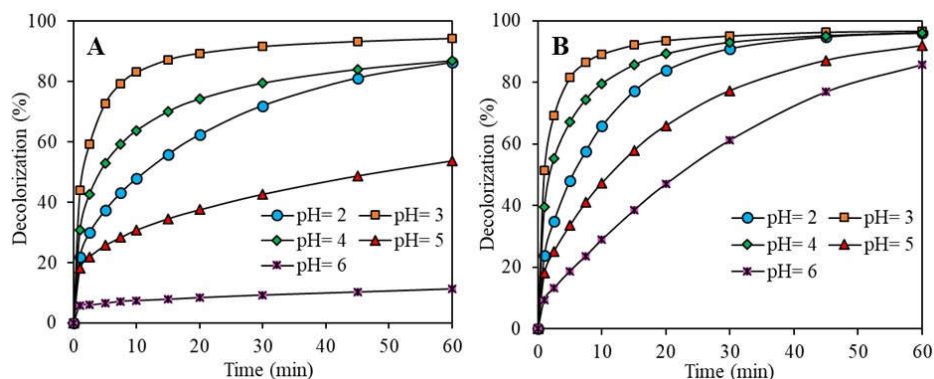 A
Decolorization (%)
100
80
60
40
20
0
pH= 2 pH= 3
pH= 4 pH= 5
pH= 6
0 10 20 30 40 50 60
Time (min)
B
Decolorization (%)
100
80
60
40
20
0
pH= 2 pH= 3
pH= 4 pH= 5
pH= 6
0 10 20 30 40 50 60
Time (min)